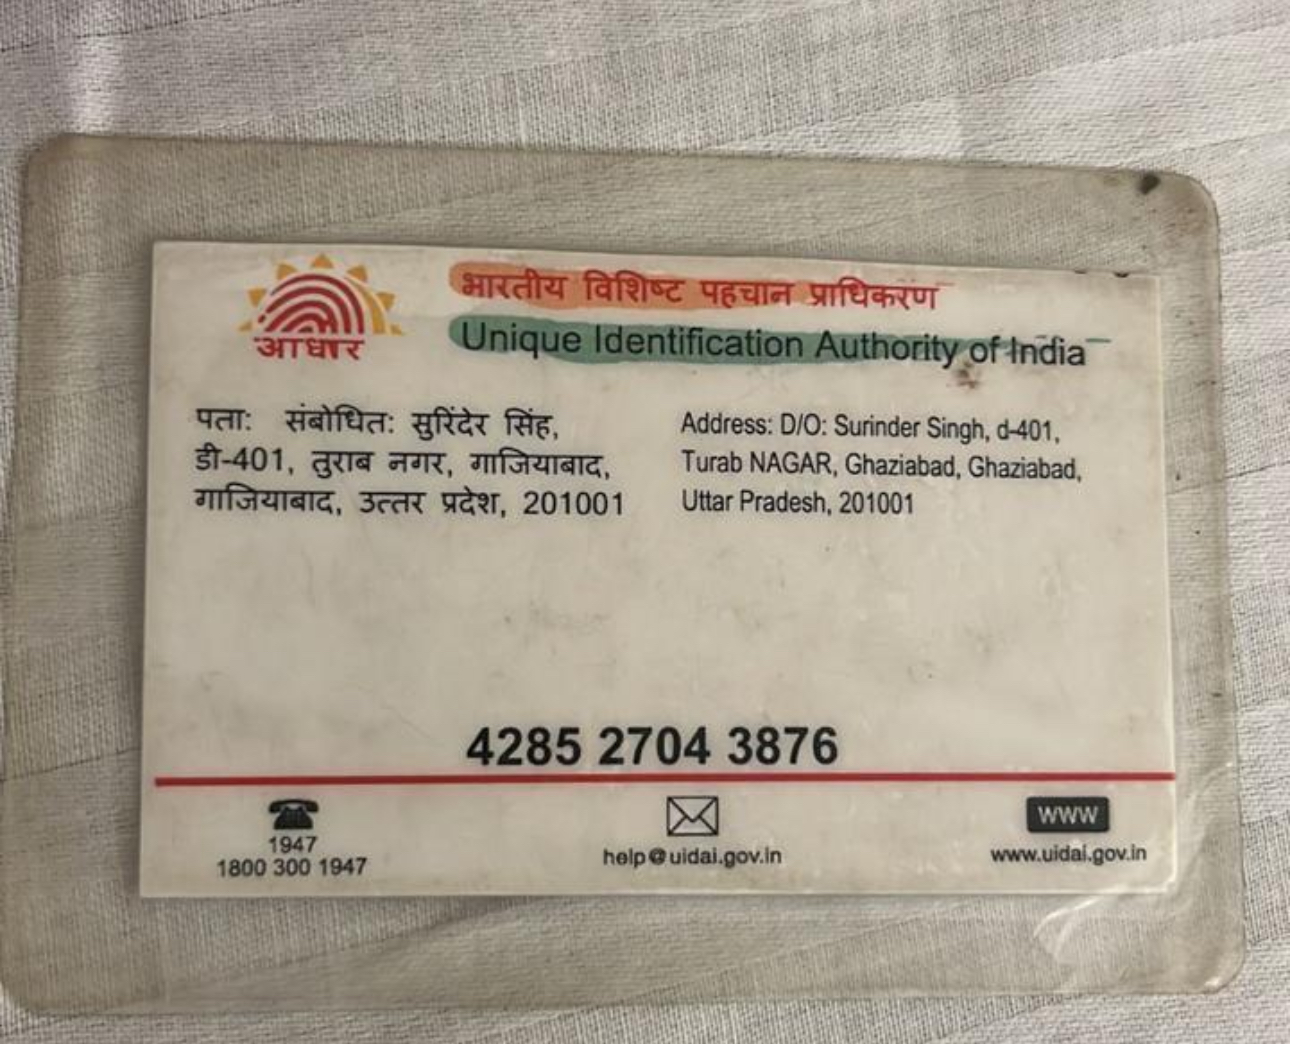 आधार
भारतीय विशिष्ट पहचान प्राधिकरण
Unique Identification Authority of India
पता: संबोधित: सुरिंदेर सिंह,
डी-401, तुराब नगर, गाजियाबाद,
गाजियाबाद, उत्तर प्रदेश, 201001
Address: D/O: Surinder Singh, d-401,
Turab NAGAR, Ghaziabad, Ghaziabad,
Uttar Pradesh, 201001
4285 2704 3876
1947
1800 300 1947
help@uidai.gov.in
WWW
www.uidai.gov.in